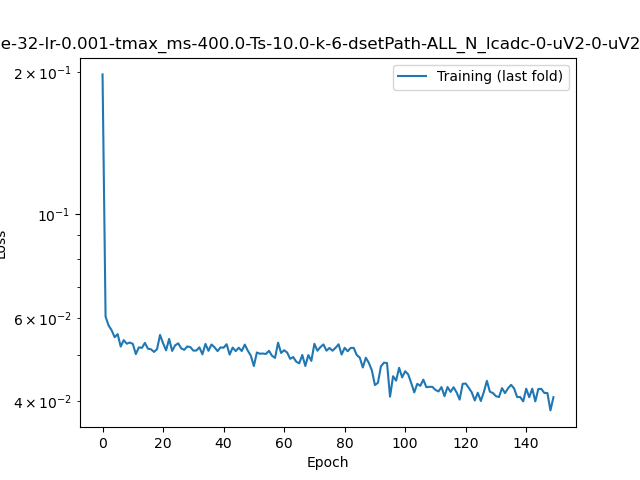 e-32-lr-0.001-tmax_ms-400.0-Ts-10.0-k-6-dsetPath-ALL_N_lcadc-0-uV2-0-uV2
2 × 10⁻¹
10⁻¹
6 × 10⁻²
4 × 10⁻²
Loss
Training (last fold)
0 20 40 60 80 100 120 140
Epoch